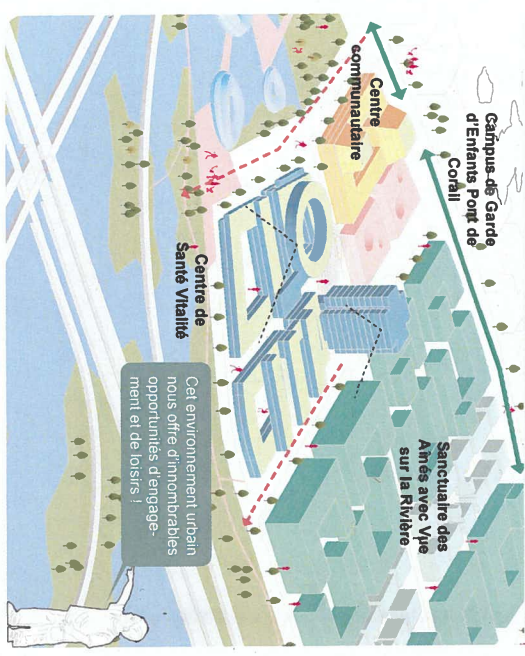 Campus de Garde
d'Enfants Pont de
Corail
Centre
communautaire
Centre de
Santé Vitalité
Sanctuaire des
Aînés avec Vue
sur la Rivière
Cet environnement urbain
nous offre d'innombrables
opportunités d'engage-
ment et de loisirs !